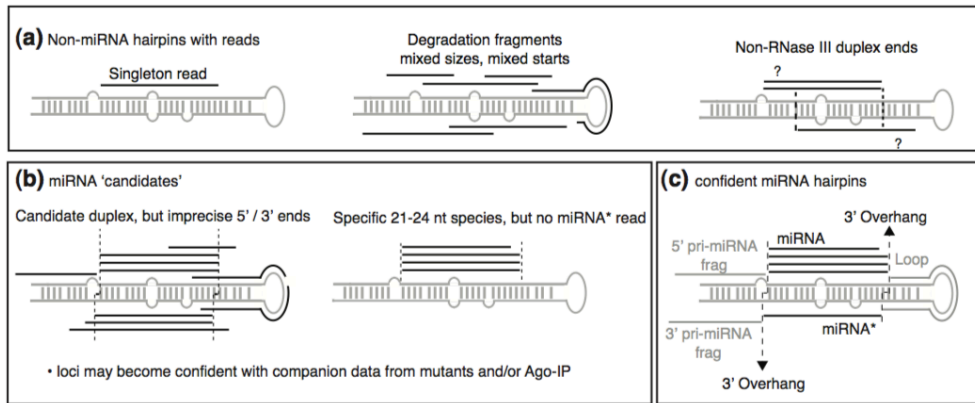 (a) Non-miRNA hairpins with reads
Singleton read
Degradation fragments
mixed sizes, mixed starts
Non-RNase III duplex ends
?
?
(b) miRNA 'candidates'
Candidate duplex, but imprecise 5' / 3' ends
Specific 21-24 nt species, but no miRNA* read
• loci may become confident with companion data from mutants and/or Ago-IP
(c) confident miRNA hairpins
3' Overhang
5' pri-miRNA
frag
miRNA
Loop
3' pri-miRNA
frag
miRNA*
3' Overhang